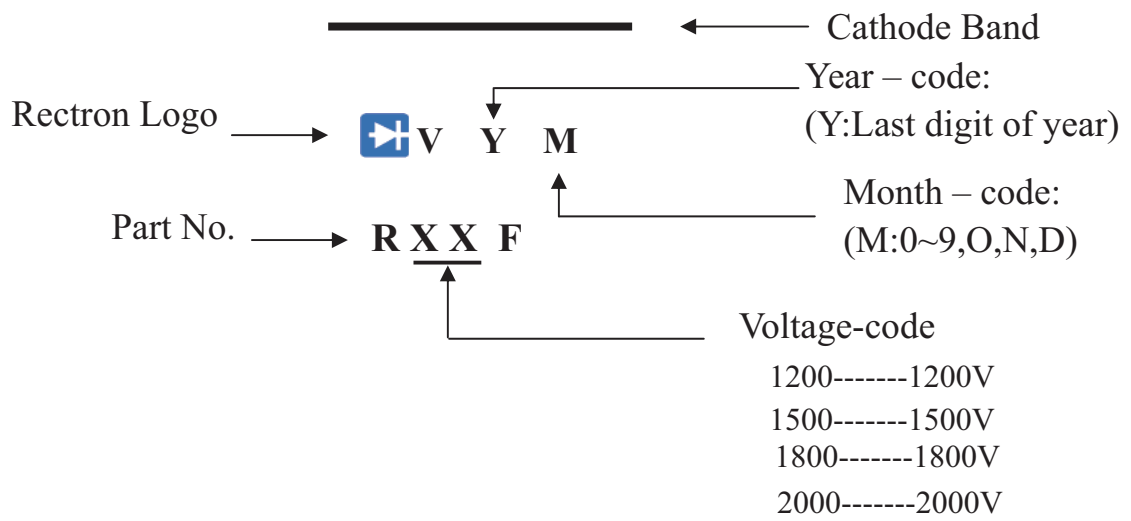 Cathode Band
Year – code:
(Y:Last digit of year)
Rectron Logo
V Y M
Month – code:
(M:0~9,O,N,D)
Part No.
R X X F
Voltage-code
1200-------1200V
1500-------1500V
1800-------1800V
2000-------2000V